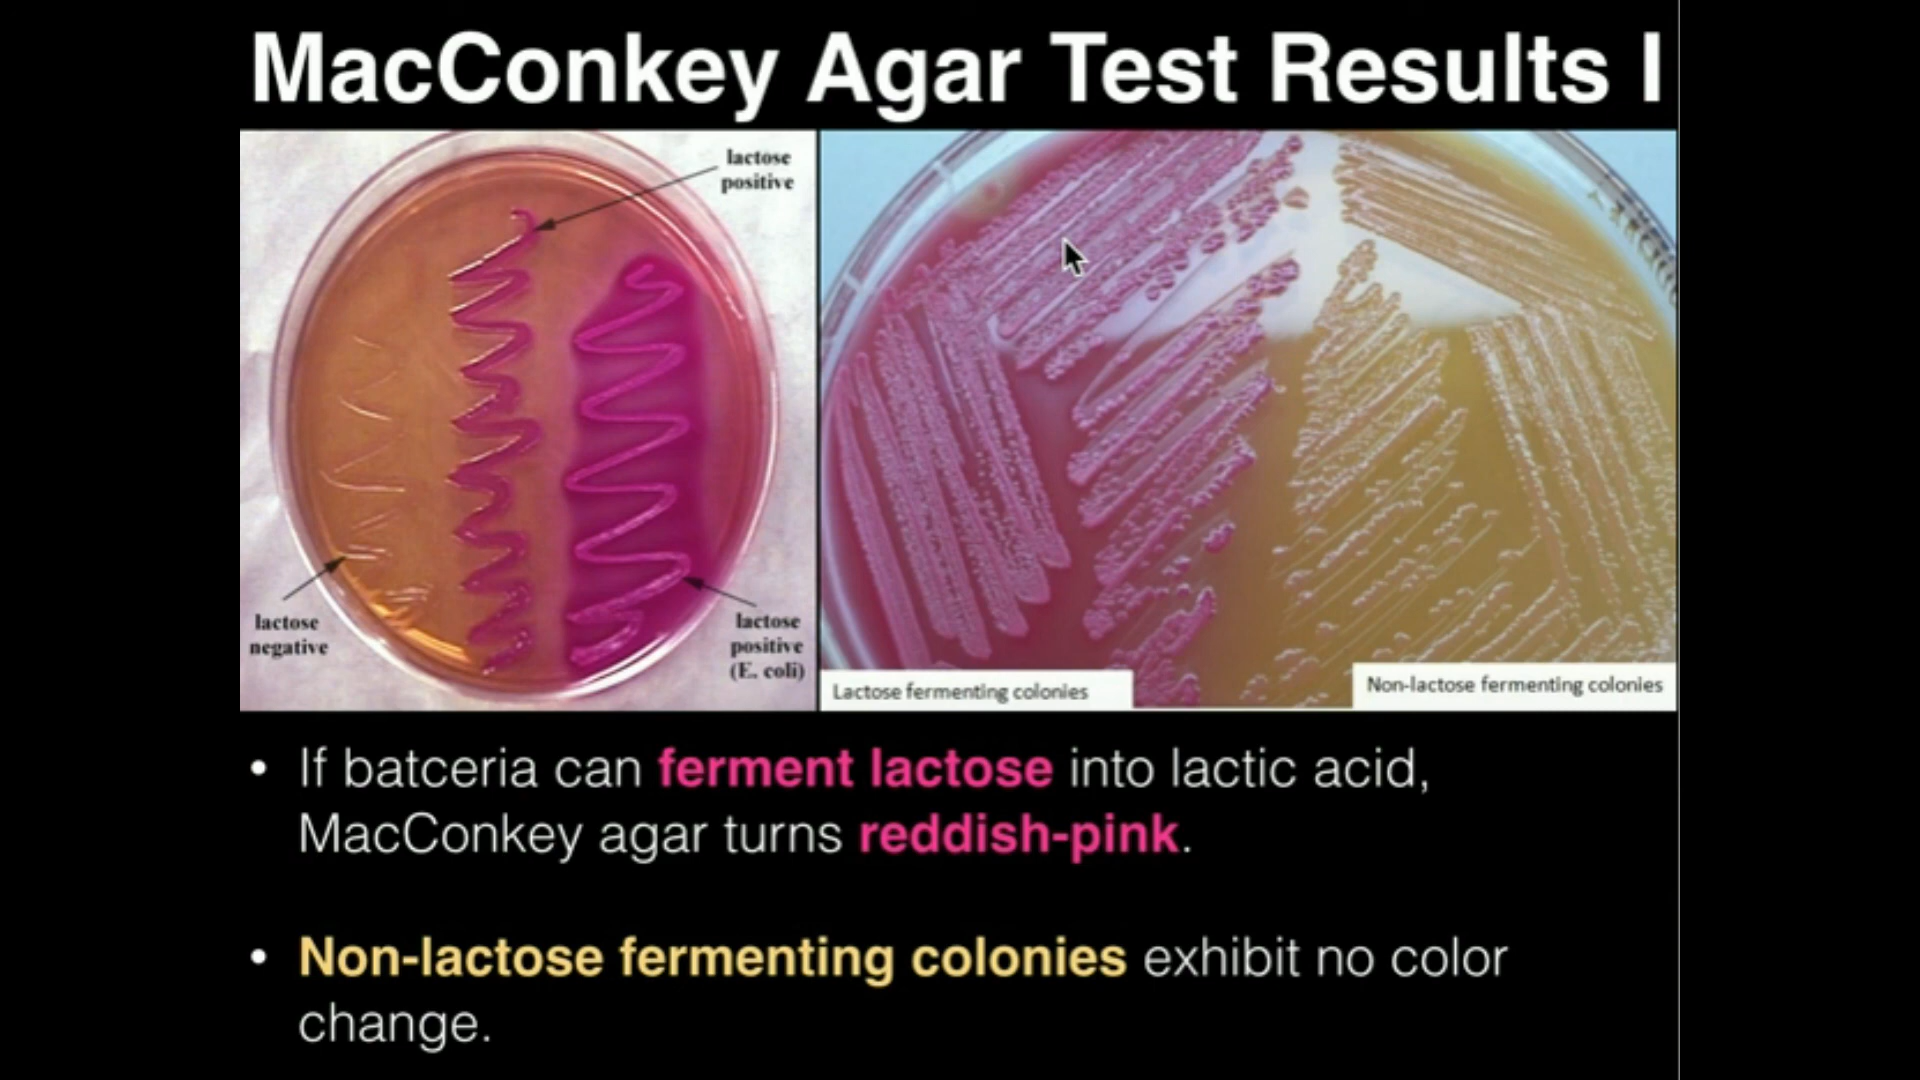 MacConkey Agar Test Results I
lactose
positive
lactose
negative
lactose
positive
(E. coli)
Lactose fermenting colonies
Non-lactose fermenting colonies
• If batceria can ferment lactose into lactic acid,
MacConkey agar turns reddish-pink.
• Non-lactose fermenting colonies exhibit no color
change.